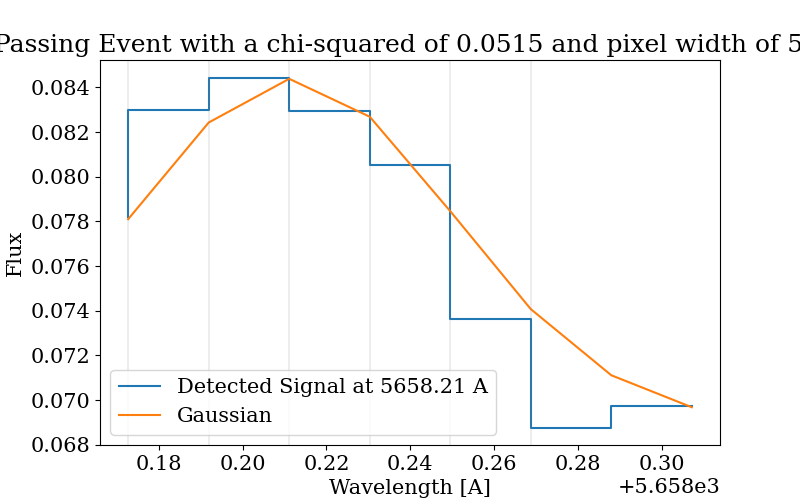 Passing Event with a chi-squared of 0.0515 and pixel width of 5
0.084
0.082
0.080
0.078
0.076
0.074
0.072
0.070
0.068
Flux
Detected Signal at 5658.21 A
Gaussian
0.18 0.20 0.22 0.24 0.26 0.28 0.30
Wavelength [A]
+5.658e3